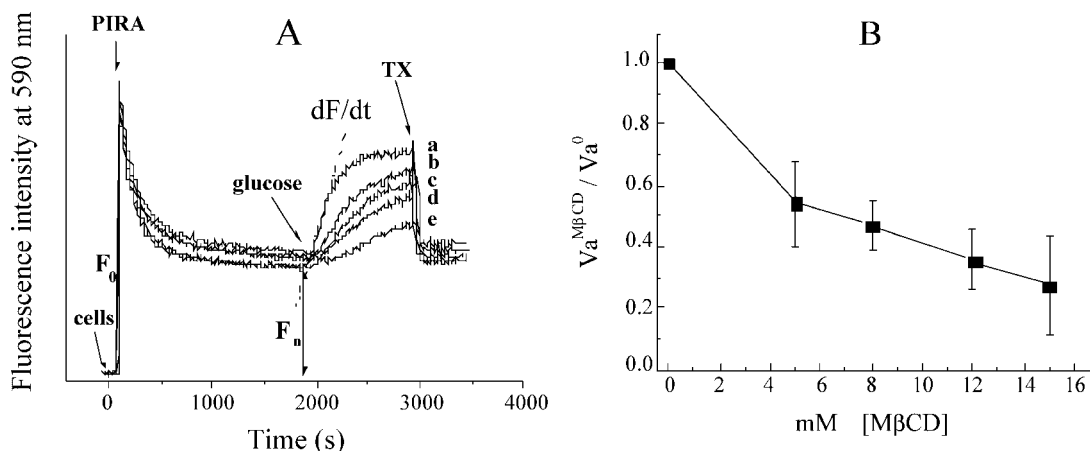 A
PIRA
TX
dF/dt
a
b
c
d
e
glucose
F0
Fn
cells
Fluorescence intensity at 590 nm
0 1000 2000 3000 4000
Time (s)
B
1.0
0.8
0.6
0.4
0.2
0.0
0 2 4 6 8 10 12 14 16
mM [MβCD]
Va^MβCD / Va^0